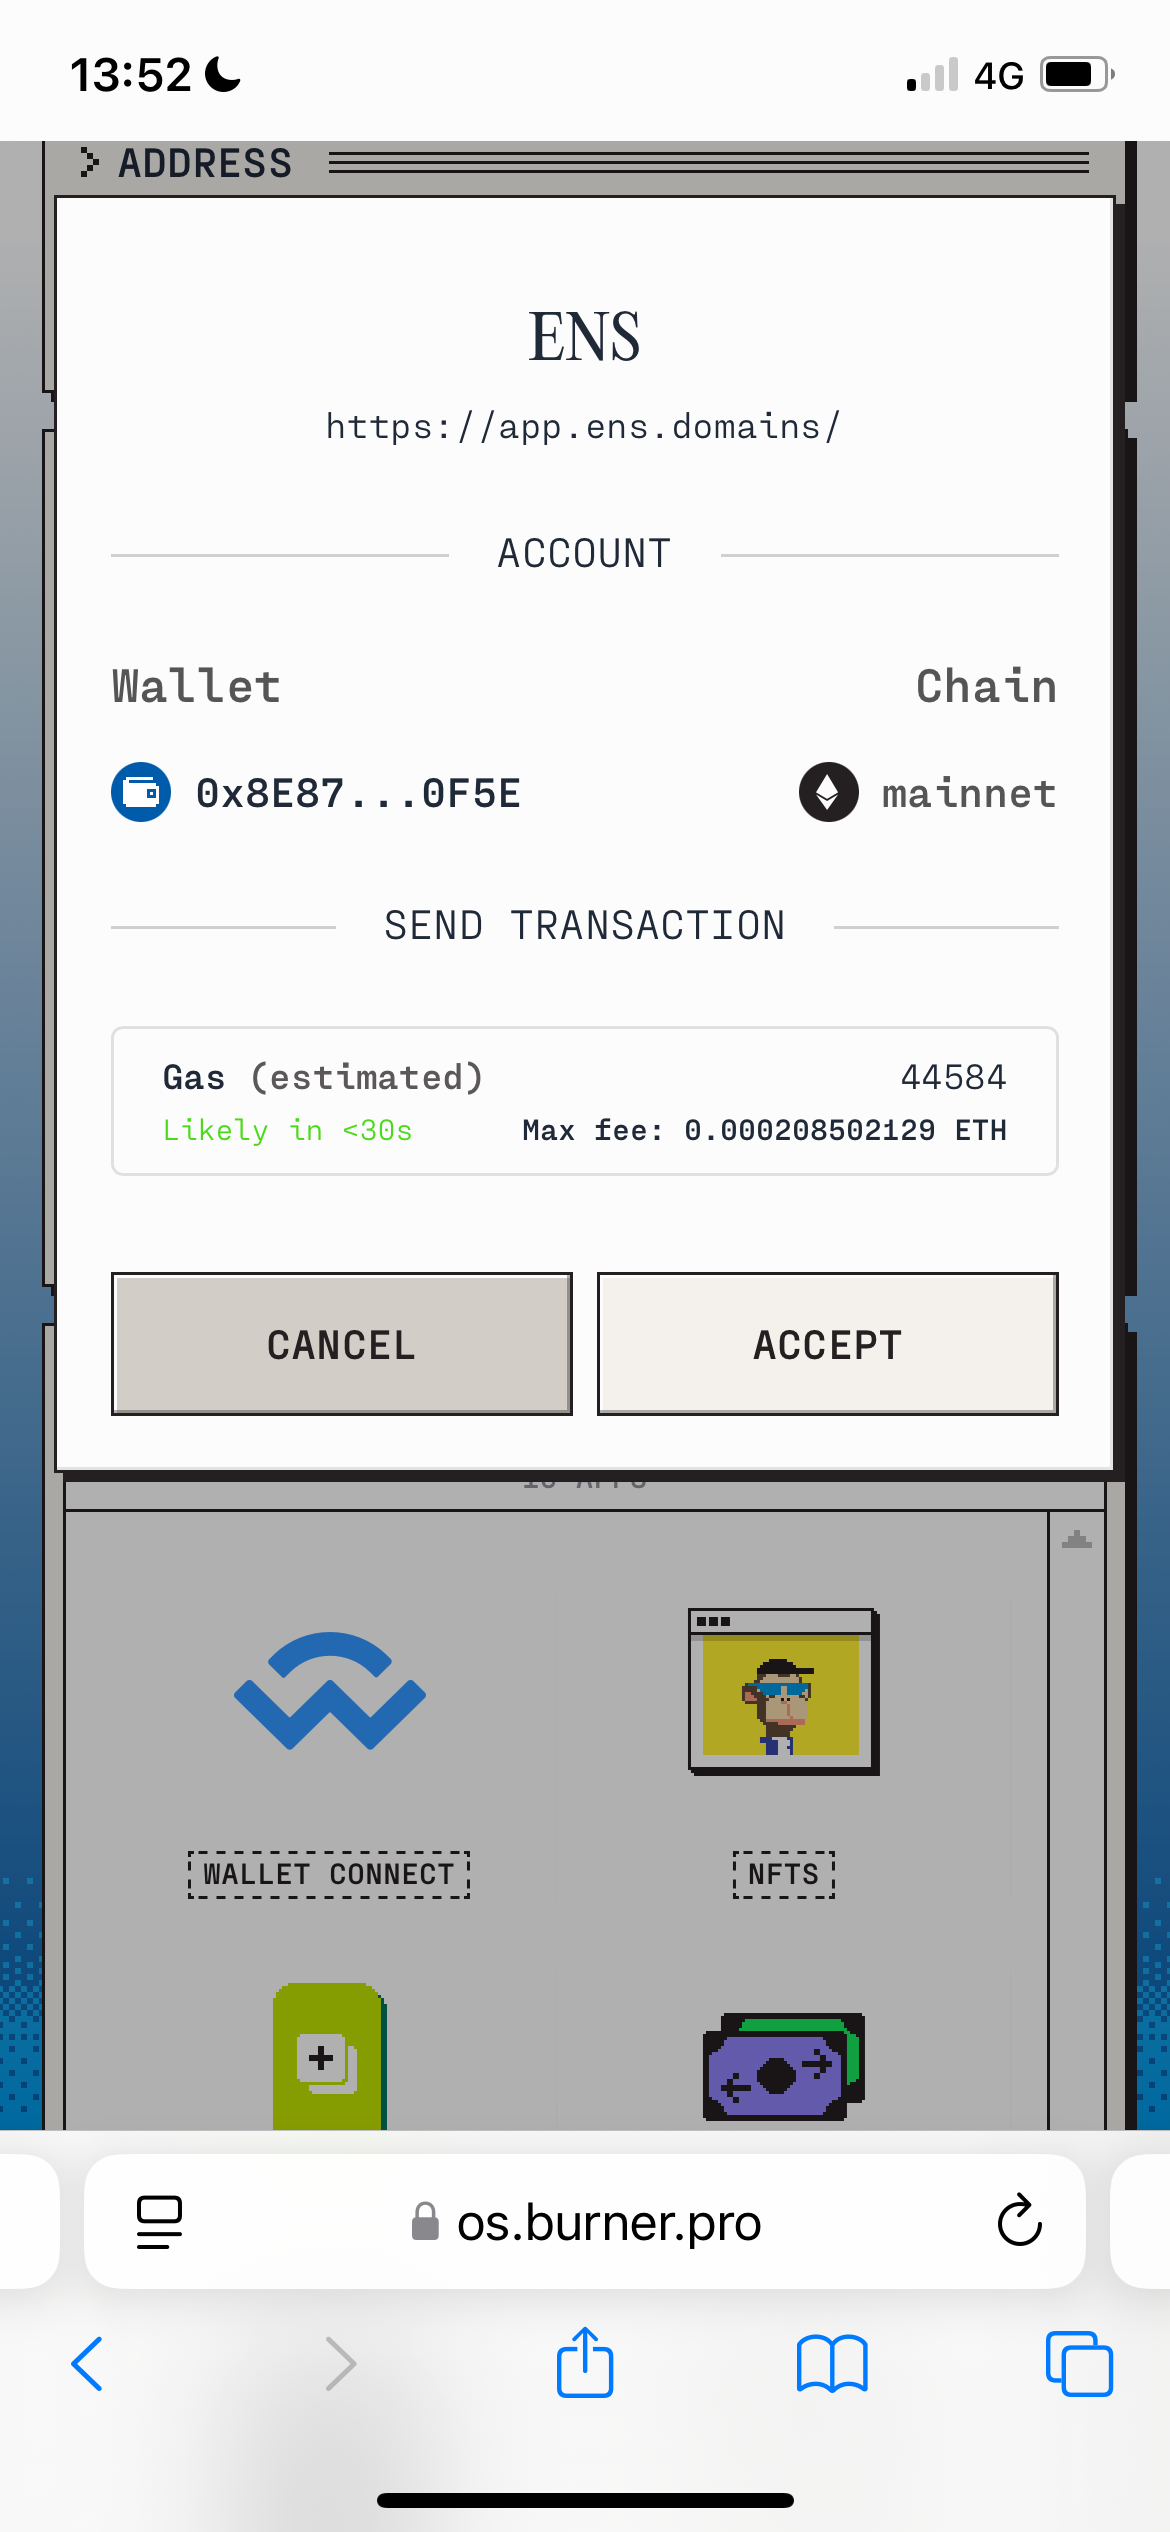 13:52
4G
ADDRESS
ENS
https://app.ens.domains/
ACCOUNT
Wallet
Chain
0x8E87...0F5E
mainnet
SEND TRANSACTION
Gas (estimated)
44584
Likely in <30s
Max fee: 0.000208502129 ETH
CANCEL
ACCEPT
WALLET CONNECT
NFTS
os.burner.pro